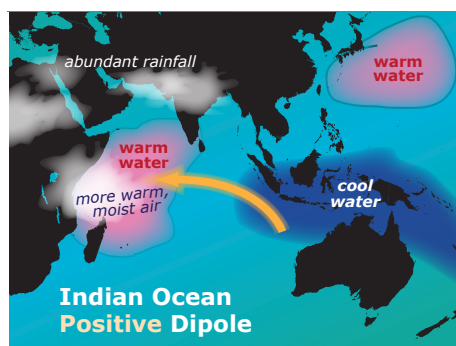 abundant rainfall
warm
water
warm
water
more warm,
moist air
cool
water
Indian Ocean
Positive Dipole